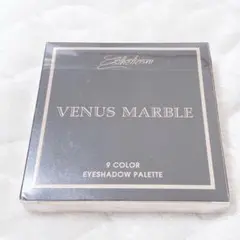 VENUS MARBLE
9 COLOR
EYESHADOW PALETTE